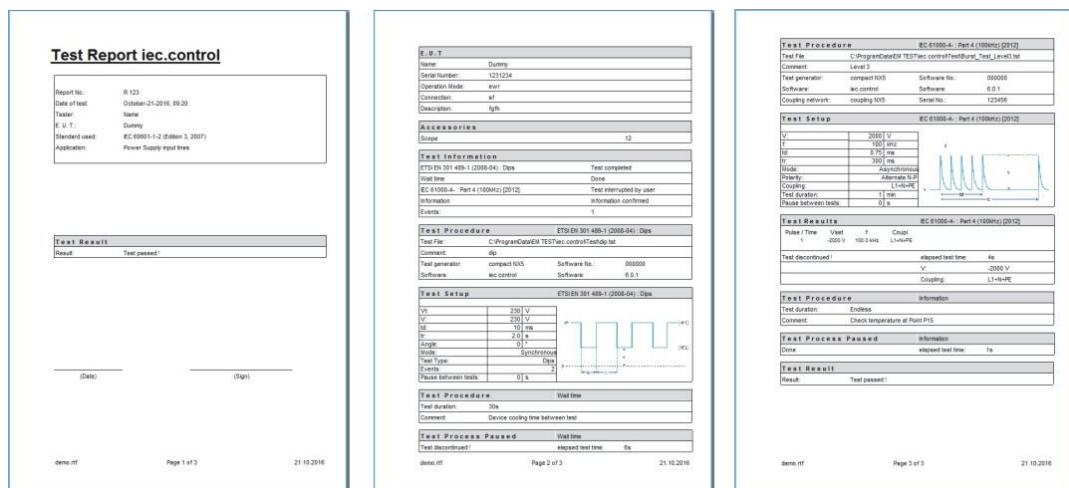 Test Report iec.control
Report No.: R 123
Date of test: October-21-2016, 09.20
Tester: Name
E. U. T.: Dummy
Standard used: IEC 60601-1-2 (Edition 3, 2007)
Application: Power Supply input lines
Test Result
Result: Test passed !
(Date) (Sign)
demo.rtf Page 1 of 3 21.10.2016
E.U.T
Name: Dummy
Serial Number: 1231234
Operation Mode: ewr
Connection: sf
Description: fgfh
Accessories
Scope 12
Test Information
ETSI EN 301 489-1 (2008-04) : Dips Test completed
Wait time Done
IEC 61000-4- : Part 4 (100kHz) [2012] Test interrupted by user
Information Information confirmed
Events: 1
Test Procedure ETSI EN 301 489-1 (2008-04) : Dips
Test File: C:\ProgramData\EM TEST\iec.control\Test\dip.tst
Comment: dip
Test generator: compact NX5 Software No.: 000000
Software: iec.control Software: 6.0.1
Test Setup ETSI EN 301 489-1 (2008-04) : Dips
Vt: 230 V
V: 230 V
td: 10 ms
tr: 2.0 s
Angle: 0 °
Mode: Synchronous
Test Type: Dips
Events: 2
Pause between tests: 0 s
Test Procedure Wait time
Test duration: 30s
Comment: Device cooling time between test
Test Process Paused Wait time
Test discontinued ! elapsed test time: 6s
demo.rtf Page 2 of 3 21.10.2016
Test Procedure IEC 61000-4- : Part 4 (100kHz) [2012]
Test File: C:\ProgramData\EM TEST\iec.control\Test\Burst_Test_Level3.tst
Comment: Level 3
Test generator: compact NX5 Software No.: 000000
Software: iec.control Software: 6.0.1
Coupling network: coupling NX5 Serial No.: 123456
Test Setup IEC 61000-4- : Part 4 (100kHz) [2012]
V: 2000 V
f: 100 kHz
td: 0.75 ms
tr: 300 ms
Mode: Asynchronous
Polarity: Alternate N-P
Coupling: L1+N+PE
Test duration: 1 min
Pause between tests: 0 s
Test Results IEC 61000-4- : Part 4 (100kHz) [2012]
Pulse / Time Vset f Coupl
1 -2000 V 100.0 kHz L1+N+PE
Test discontinued ! elapsed test time: 4s
V: -2000 V
Coupling: L1+N+PE
Test Procedure Information
Test duration: Endless
Comment: Check temperature at Point P15
Test Process Paused Information
Done elapsed test time: 1s
Test Result
Result: Test passed !
demo.rtf Page 3 of 3 21.10.2016